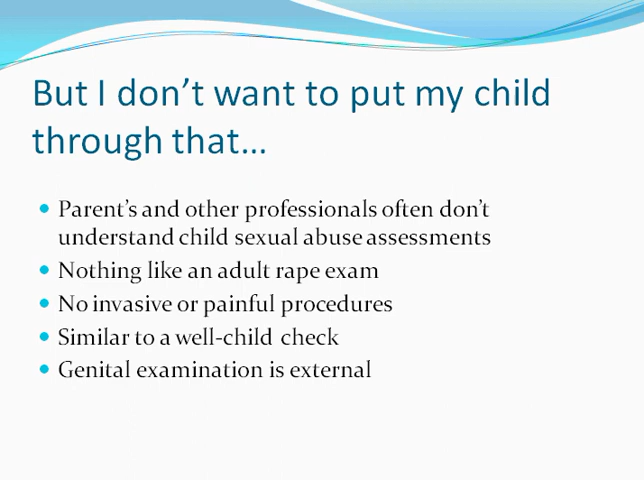 But I don't want to put my child
through that...
• Parent's and other professionals often don't
understand child sexual abuse assessments
• Nothing like an adult rape exam
• No invasive or painful procedures
• Similar to a well-child check
• Genital examination is external